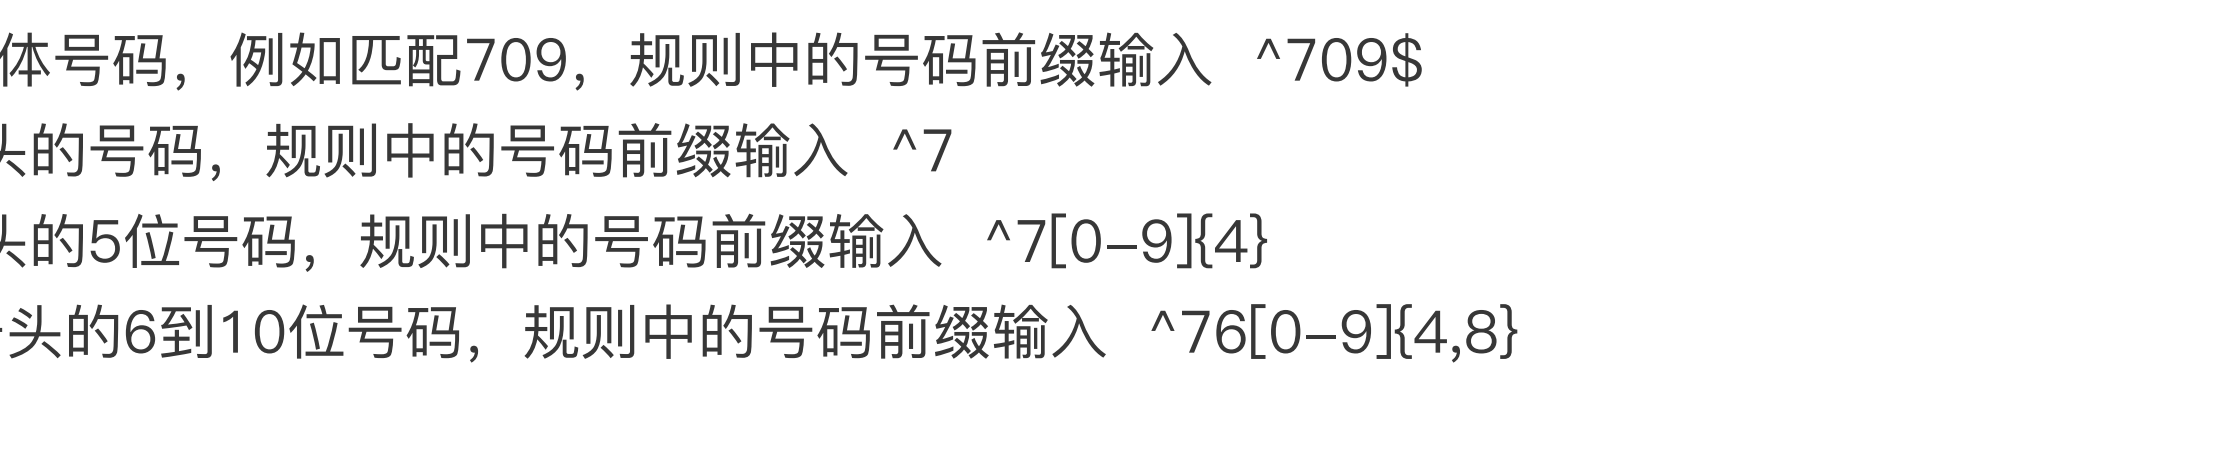 体号码，例如匹配709，规则中的号码前缀输入 ^709$
头的号码，规则中的号码前缀输入 ^7
头的5位号码，规则中的号码前缀输入 ^7[0-9]{4}
头的6到10位号码，规则中的号码前缀输入 ^76[0-9]{4,8}